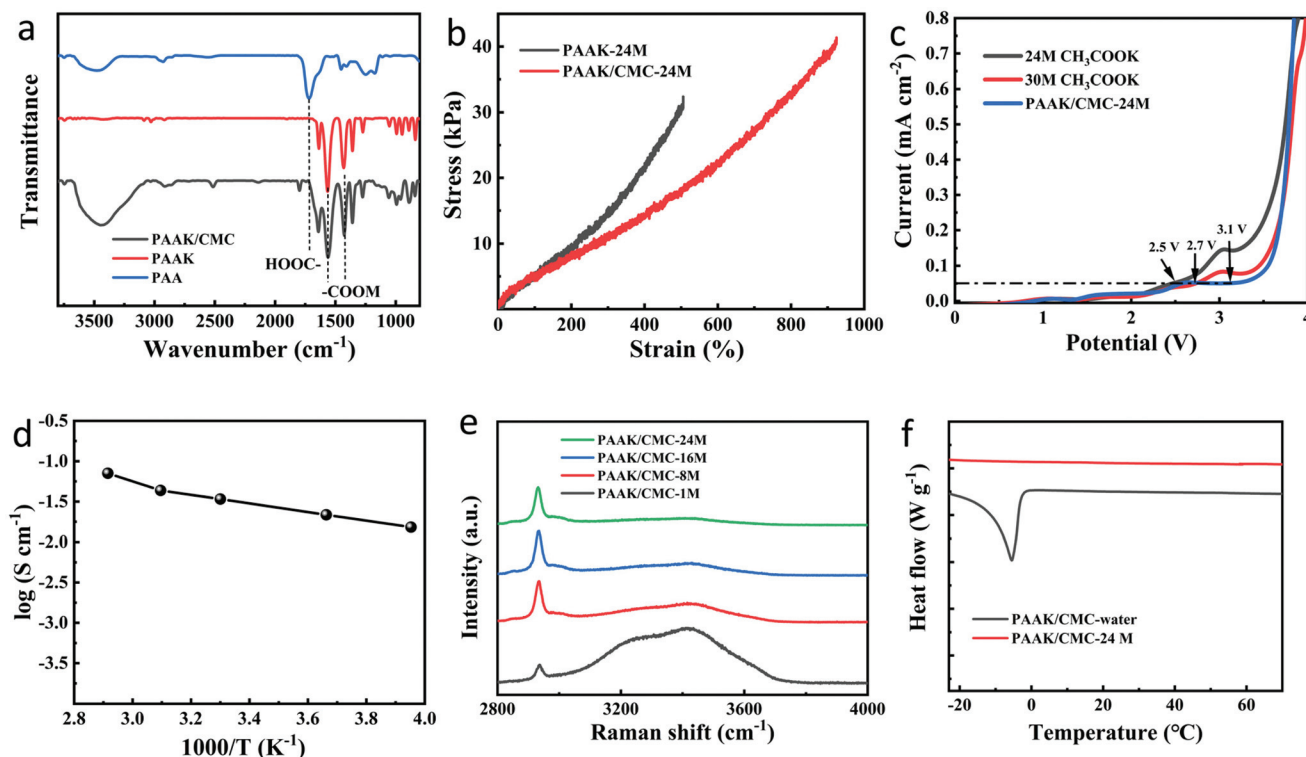 a
Transmittance
PAAK/CMC
PAAK
PAA
HOOC-
-COOM
3500 3000 2500 2000 1500 1000
Wavenumber (cm⁻¹)
b
PAAK-24M
PAAK/CMC-24M
Stress (kPa)
40
30
20
10
0 200 400 600 800 1000
Strain (%)
c
24M CH₃COOK
30M CH₃COOK
PAAK/CMC-24M
2.5 V
2.7 V
3.1 V
Current (mA cm⁻²)
0.8
0.7
0.6
0.5
0.4
0.3
0.2
0.1
0.0
0 1 2 3 4
Potential (V)
d
log (S cm⁻¹)
-0.5
-1.0
-1.5
-2.0
-2.5
-3.0
-3.5
2.8 3.0 3.2 3.4 3.6 3.8 4.0
1000/T (K⁻¹)
e
PAAK/CMC-24M
PAAK/CMC-16M
PAAK/CMC-8M
PAAK/CMC-1M
Intensity (a.u.)
2800 3200 3600 4000
Raman shift (cm⁻¹)
f
Heat flow (W g⁻¹)
PAAK/CMC-water
PAAK/CMC-24 M
-20 0 20 40 60
Temperature (°C)